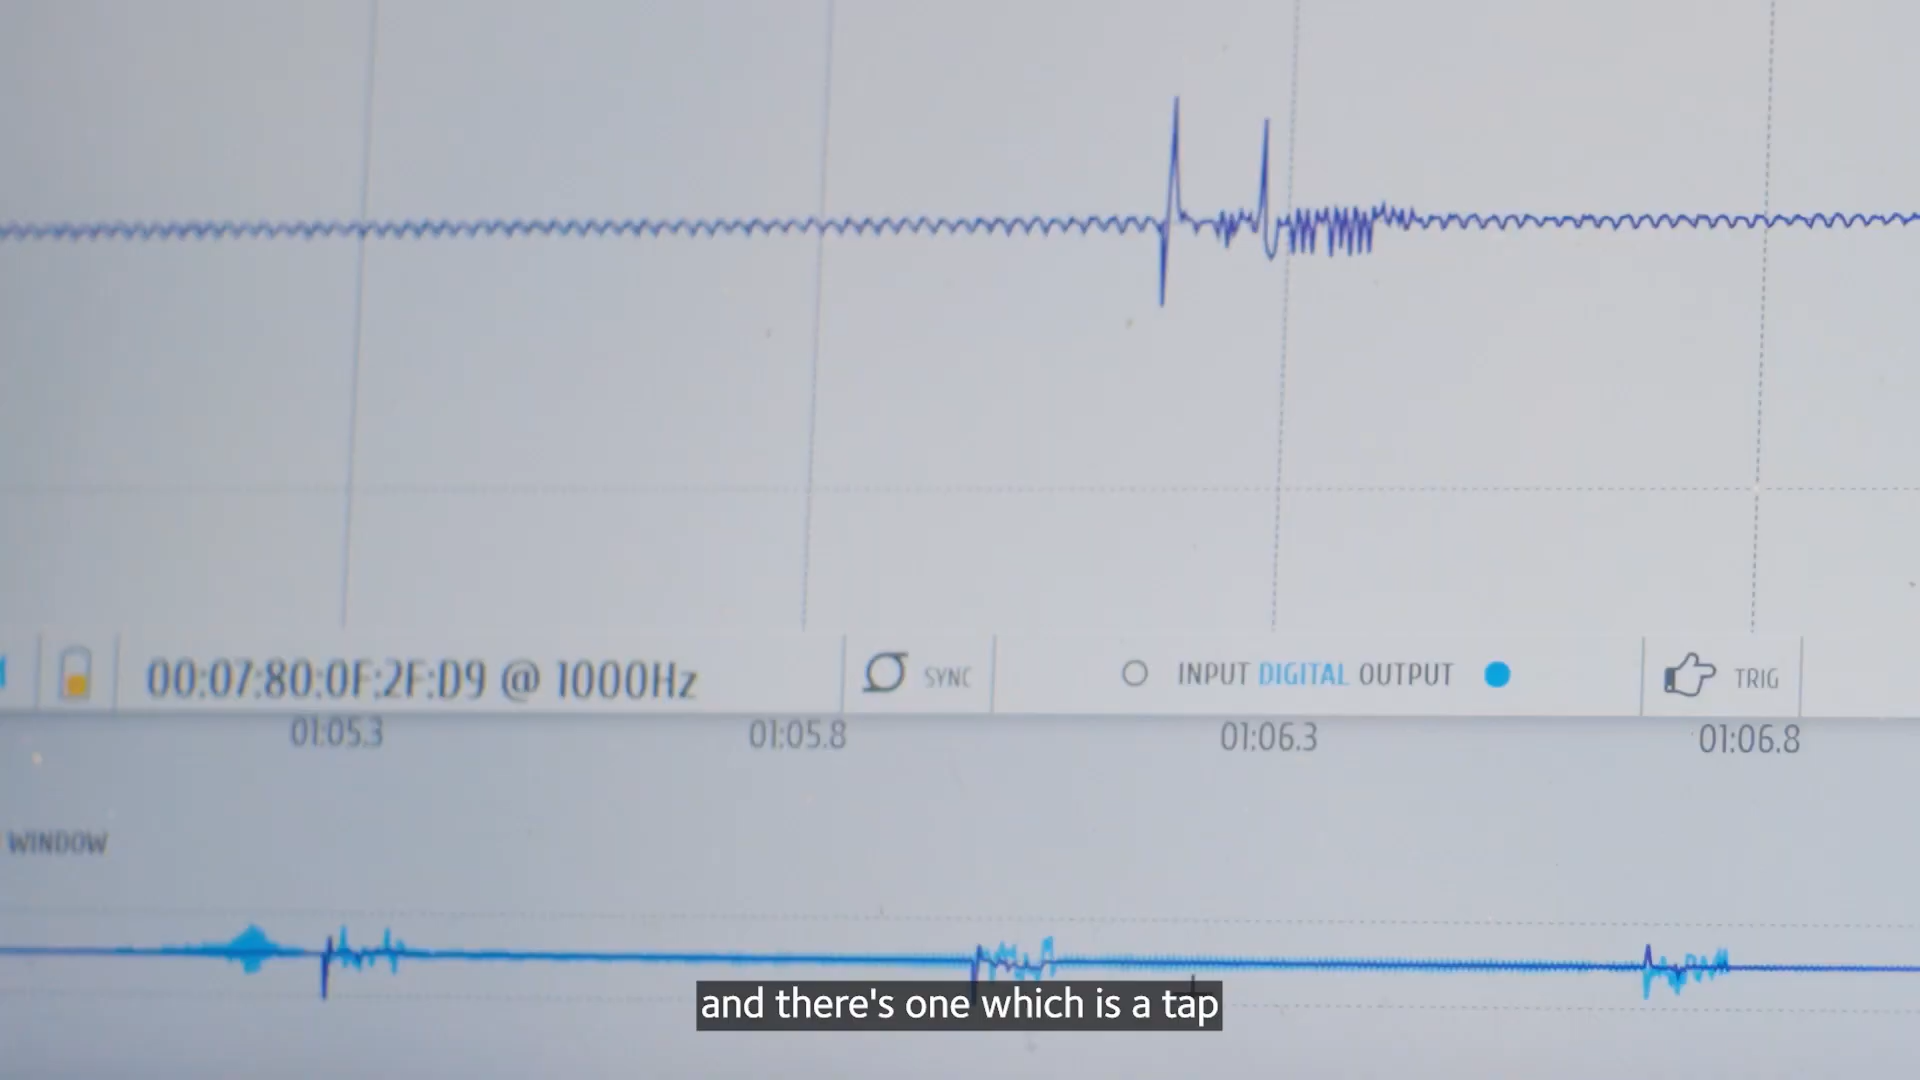 00:07:80:0F:2F:D9 @ 1000Hz
SYNC
INPUT DIGITAL OUTPUT
TRIG
01:05.3
01:05.8
01:06.3
01:06.8
WINDOW
and there's one which is a tap